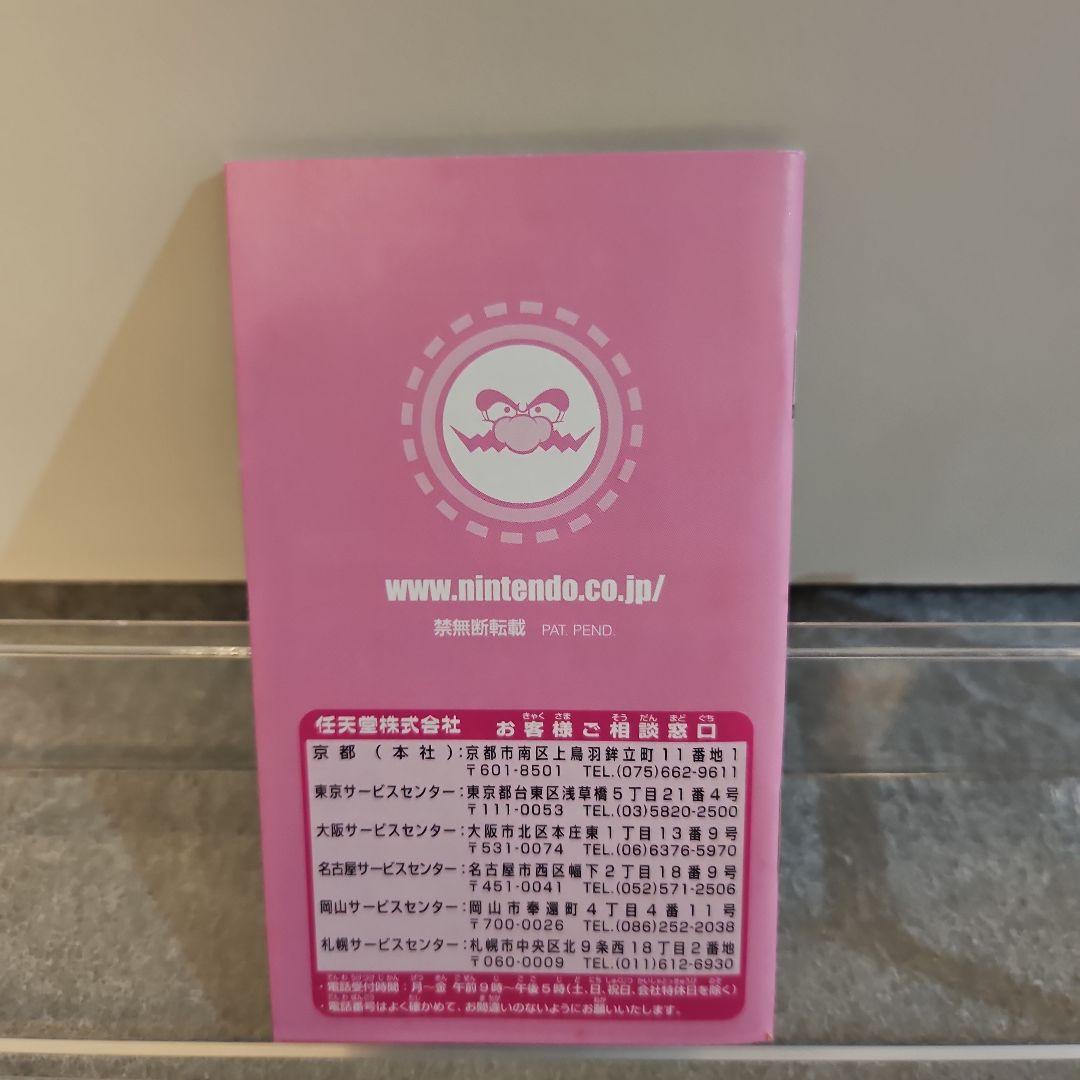 www.nintendo.co.jp/
禁無断転載 PAT. PEND.
任天堂株式会社 お客様ご相談窓口
きゃく さま そう だん まど ぐち
京都(本社):京都市南区上鳥羽鉾立町11番地1
〒601-8501 TEL.(075)662-9611
東京サービスセンター:東京都台東区浅草橋5丁目21番4号
〒111-0053 TEL.(03)5820-2500
大阪サービスセンター:大阪市北区本庄東1丁目13番9号
〒531-0074 TEL.(06)6376-5970
名古屋サービスセンター:名古屋市西区幅下2丁目18番9号
〒451-0041 TEL.(052)571-2506
岡山サービスセンター:岡山市奉還町4丁目4番11号
〒700-0026 TEL.(086)252-2038
札幌サービスセンター:札幌市中央区北9条西18丁目2番地
〒060-0009 TEL.(011)612-6930
・電話受付時間:月～金 午前9時～午後5時(土、日、祝日、会社特休日を除く)
・電話番号はよく確かめて、お間違いのないようにお願いいたします。